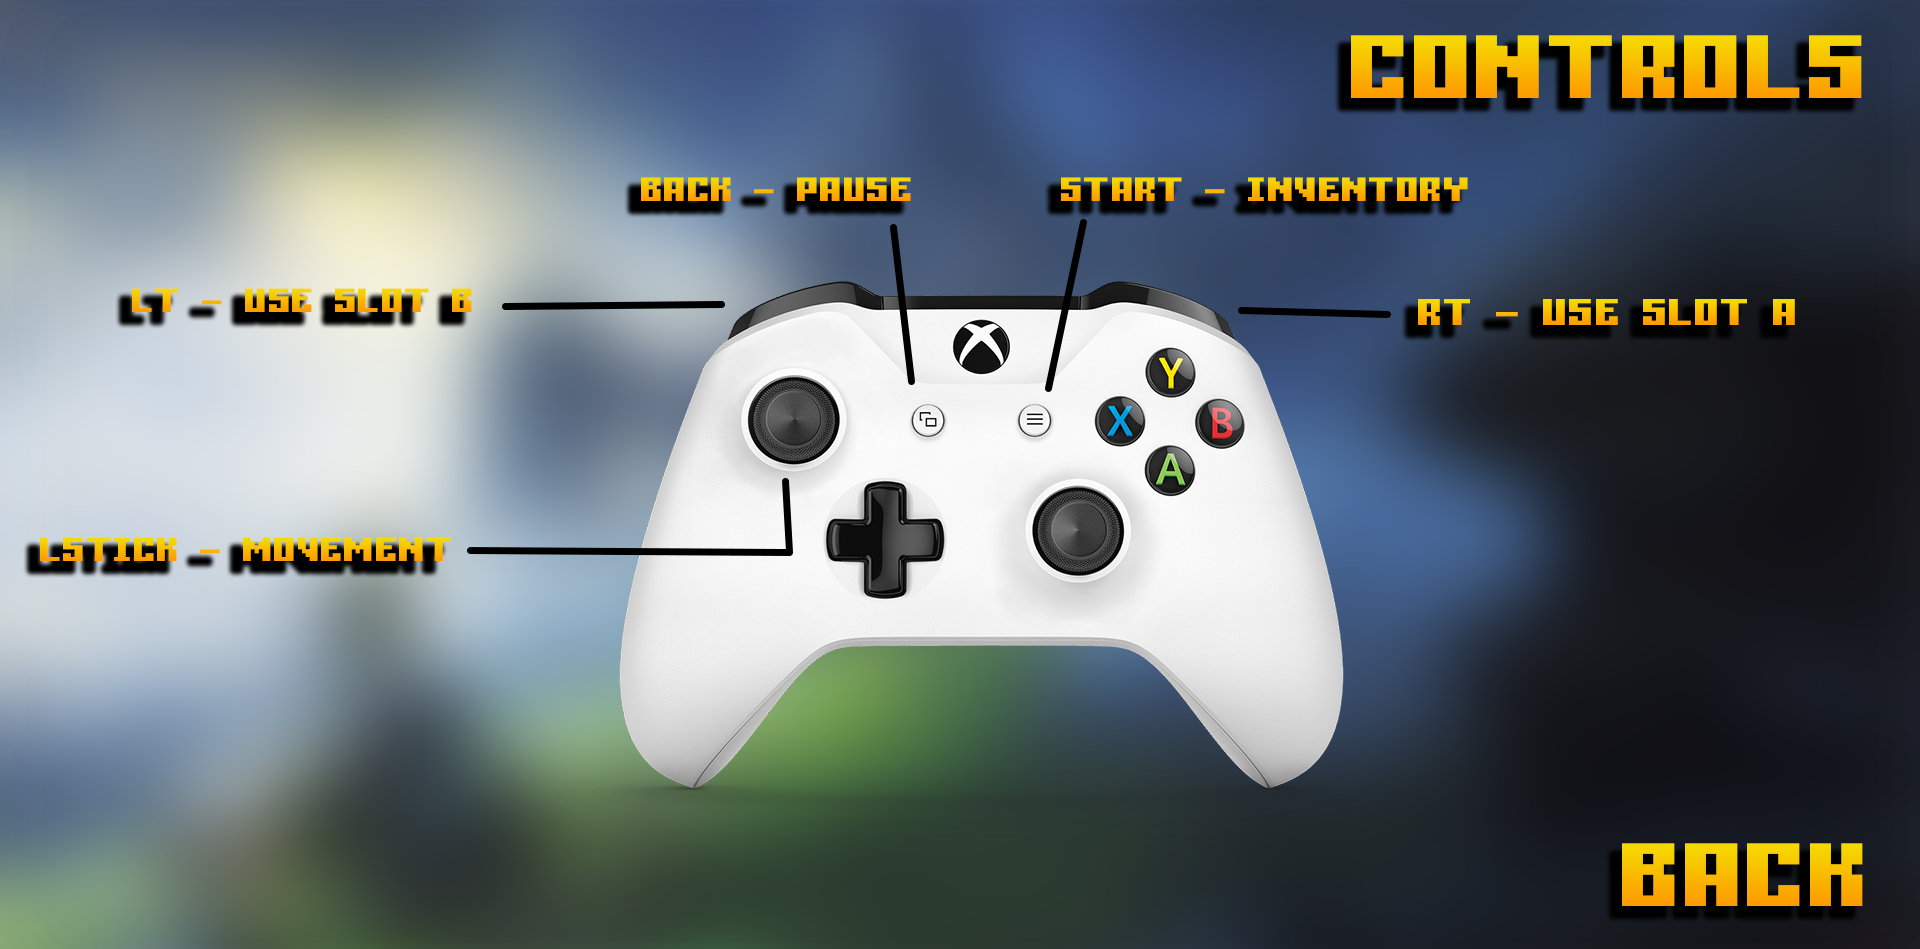 CONTROLS
BACK - PAUSE
START - INVENTORY
LT - USE SLOT B
RT - USE SLOT A
Y
X
B
A
LSTICK - MOVEMENT
BACK